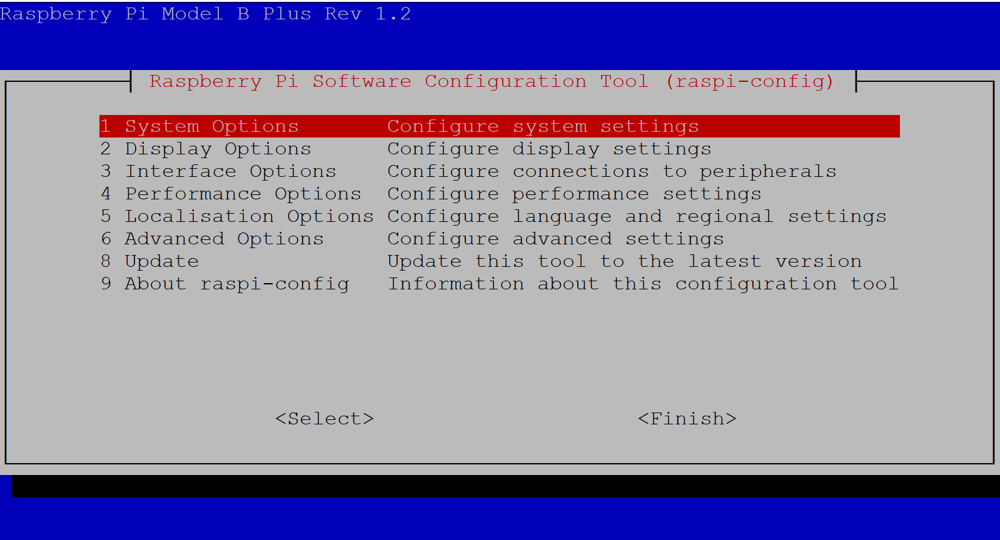 Raspberry Pi Model B Plus Rev 1.2
Raspberry Pi Software Configuration Tool (raspi-config)
1 System Options Configure system settings
2 Display Options Configure display settings
3 Interface Options Configure connections to peripherals
4 Performance Options Configure performance settings
5 Localisation Options Configure language and regional settings
6 Advanced Options Configure advanced settings
8 Update Update this tool to the latest version
9 About raspi-config Information about this configuration tool
<Select> <Finish>